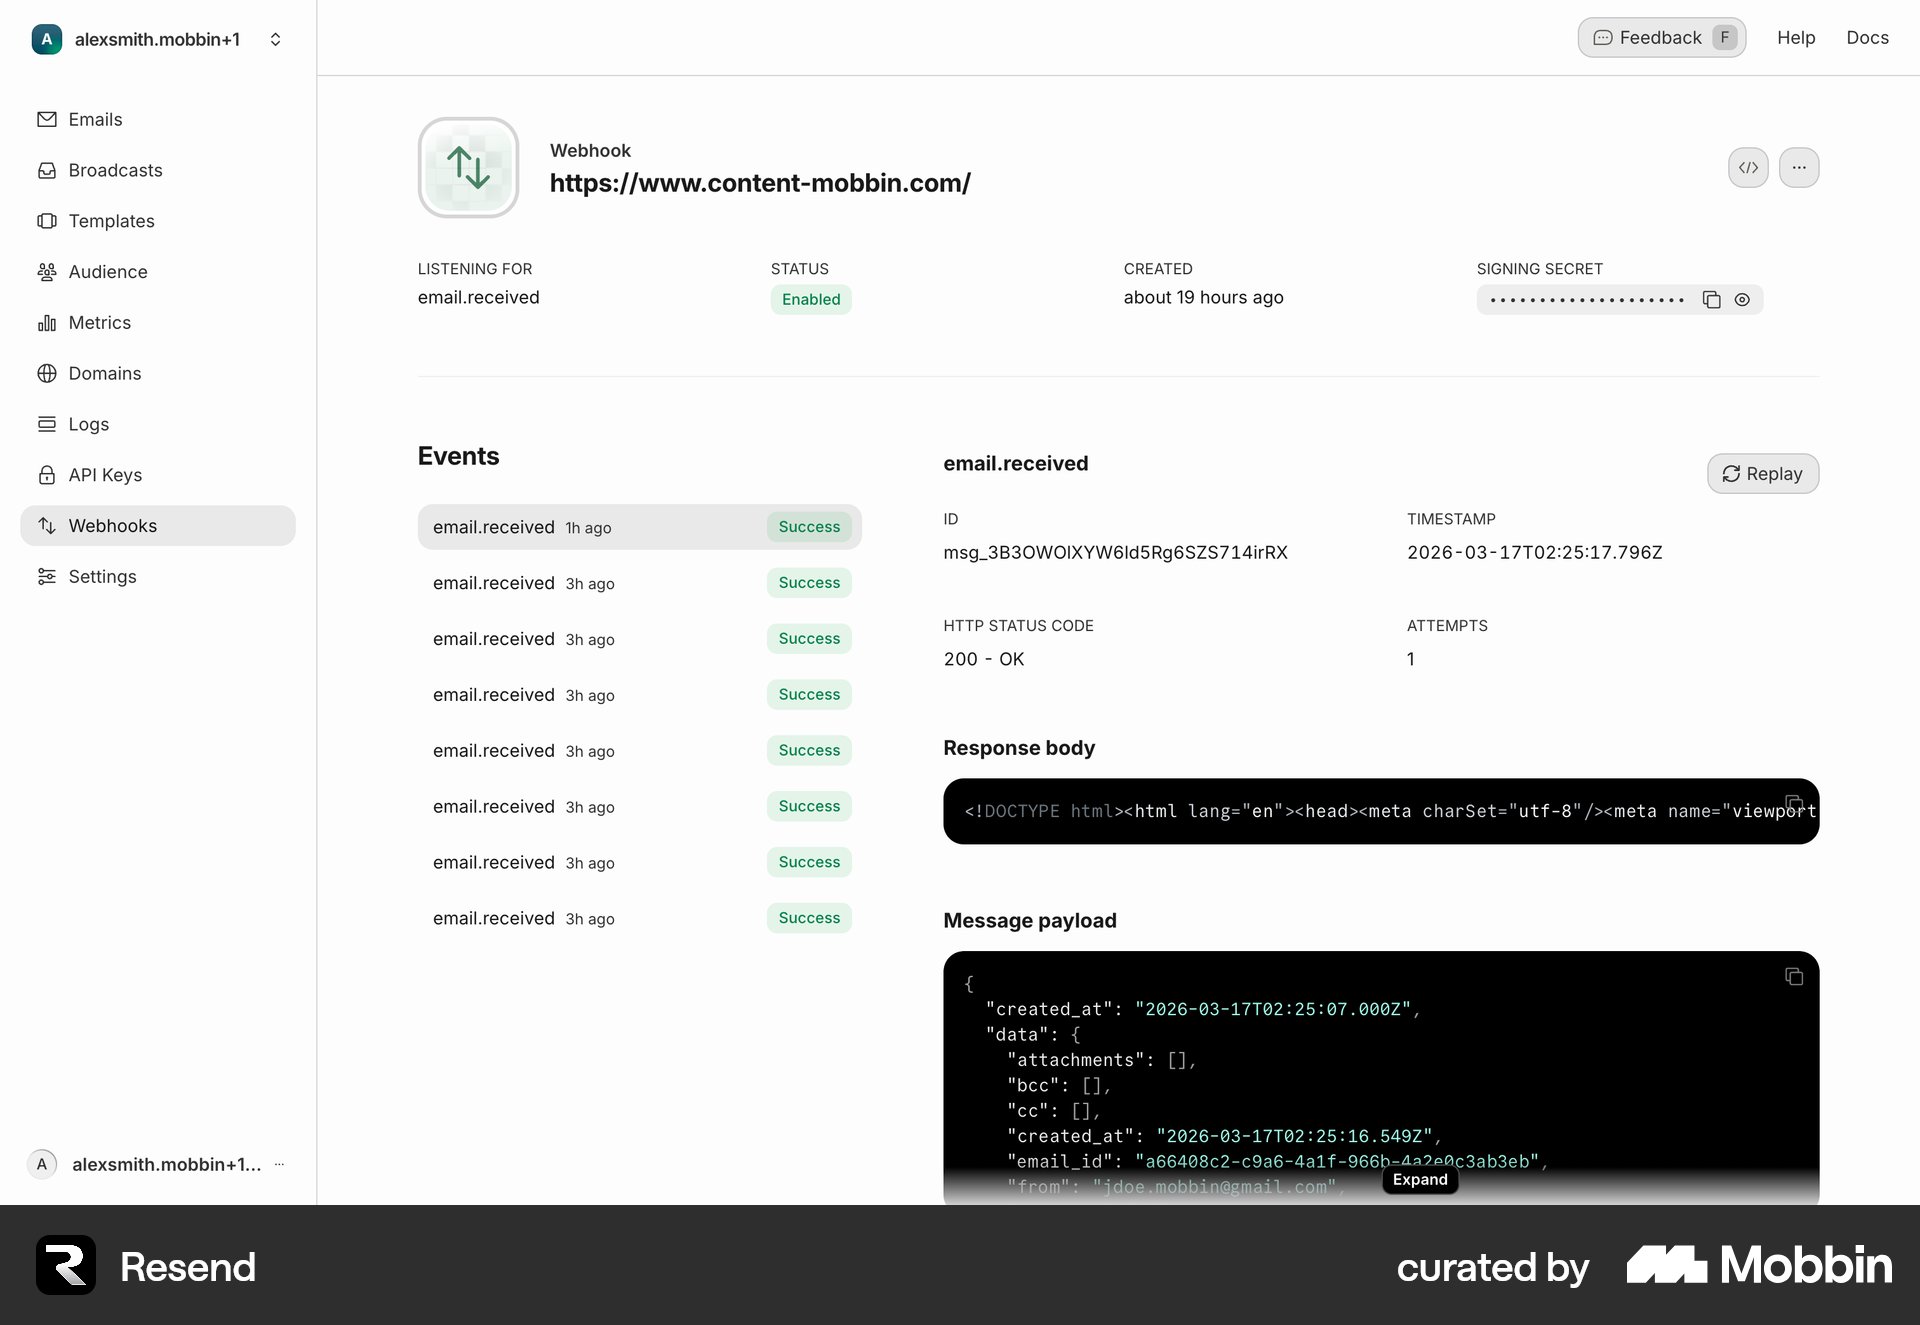 A alexsmith.mobbin+1
Feedback F
Help
Docs
Emails
Broadcasts
Templates
Audience
Metrics
Domains
Logs
API Keys
Webhooks
Settings
A alexsmith.mobbin+1... ...
Webhook
https://www.content-mobbin.com/
LISTENING FOR
email.received
STATUS
Enabled
CREATED
about 19 hours ago
SIGNING SECRET
••••••••••••••••••••
Events
email.received 1h ago Success
email.received 3h ago Success
email.received 3h ago Success
email.received 3h ago Success
email.received 3h ago Success
email.received 3h ago Success
email.received 3h ago Success
email.received 3h ago Success
email.received
Replay
ID
msg_3B3OWOlXYW6ld5Rg6SZS714irRX
TIMESTAMP
2026-03-17T02:25:17.796Z
HTTP STATUS CODE
200 - OK
ATTEMPTS
1
Response body
<!DOCTYPE html><html lang="en"><head><meta charSet="utf-8"/><meta name="viewport
Message payload
{
"created_at": "2026-03-17T02:25:07.000Z",
"data": {
"attachments": [],
"bcc": [],
"cc": [],
"created_at": "2026-03-17T02:25:16.549Z",
"email_id": "a66408c2-c9a6-4a1f-966b-4a2e0c3ab3eb",
"from": "jdoe.mobbin@gmail.com",
Expand
Resend
curated by Mobbin